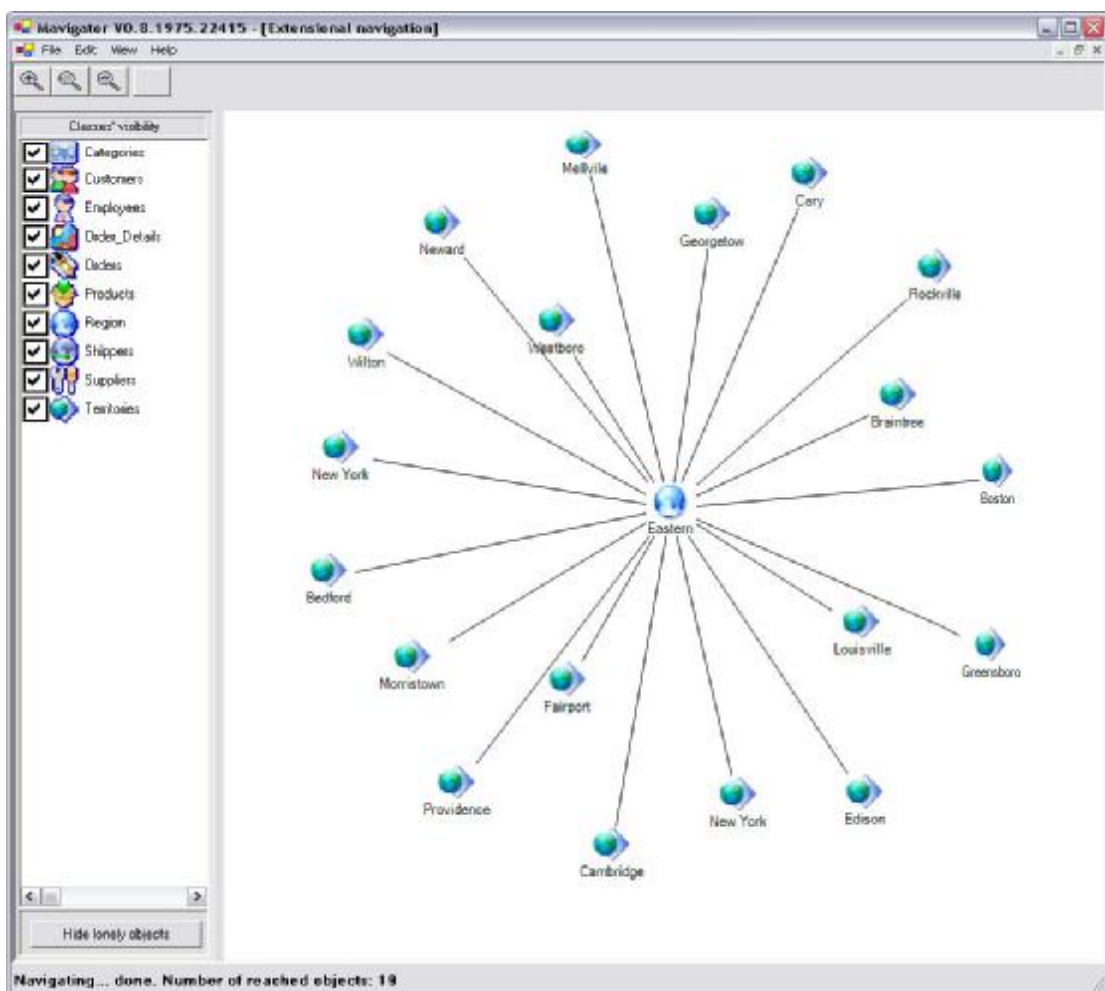 Mavigator V0.8.1975.22415 - [Extensional navigation]
File Edit View Help
Classes' visibility
Categories
Customers
Employees
Order_Details
Orders
Products
Region
Shippers
Suppliers
Territories
Hide lonely objects
Mellville
Cary
Georgetow
Neward
Rockville
Westboro
Wilton
Braintree
New York
Boston
Eastern
Bedford
Louisville
Greensboro
Morristown
Fairport
Providence
New York
Edison
Cambridge
Navigating... done. Number of reached objects: 19